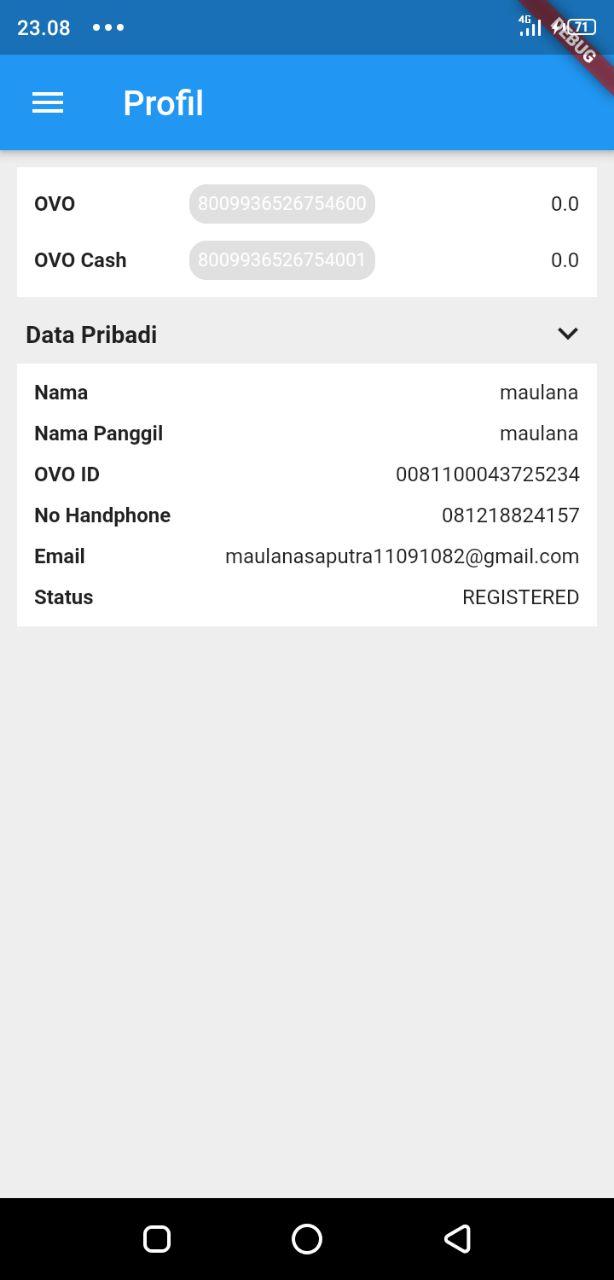 23.08 ••• 4G 71
DEBUG
Profil
OVO 8009936526754600 0.0
OVO Cash 8009936526754001 0.0
Data Pribadi
Nama maulana
Nama Panggil maulana
OVO ID 0081100043725234
No Handphone 081218824157
Email maulanasaputra11091082@gmail.com
Status REGISTERED